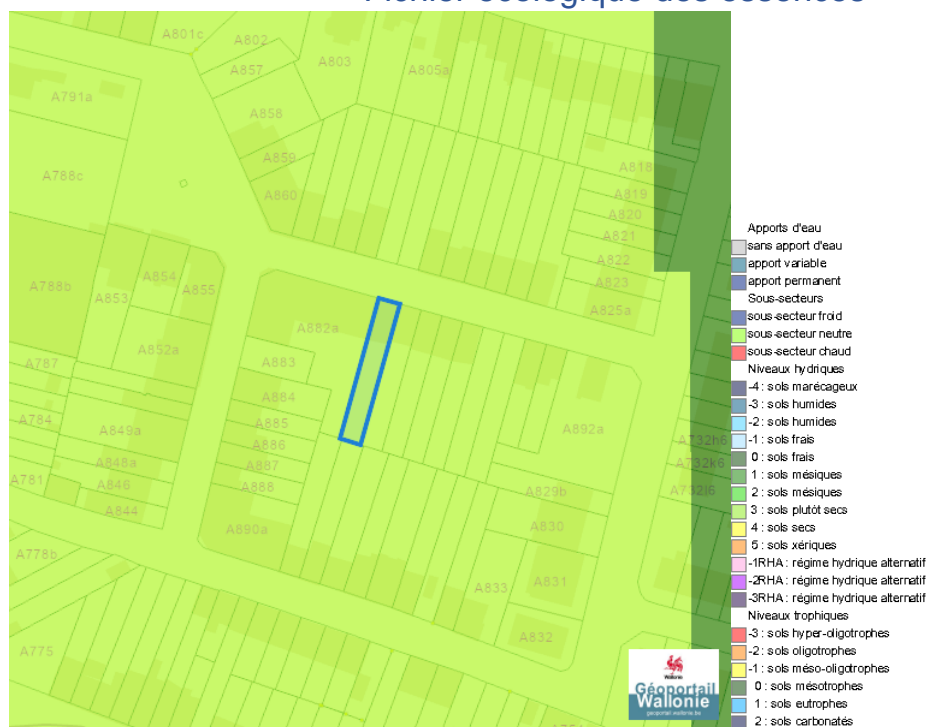 Fichier écologique des essences
A801c
A802
A803
A805a
A857
A791a
A858
A859
A860
A788c
A818
A819
A820
A821
A822
A823
A825a
A854
A855
A853
A788b
A882a
A852a
A883
A787
A884
A784
A849a
A885
A892a
A886
A732h6
A848a
A887
A732k6
A781
A846
A888
A829b
A732j6
A844
A890a
A830
A778b
A833
A831
A832
A775
Apports d'eau
sans apport d'eau
apport variable
apport permanent
Sous-secteurs
sous-secteur froid
sous-secteur neutre
sous-secteur chaud
Niveaux hydriques
-4 : sols marécageux
-3 : sols humides
-2 : sols humides
-1 : sols frais
0 : sols frais
1 : sols mésiques
2 : sols mésiques
3 : sols plutôt secs
4 : sols secs
5 : sols xériques
-1RHA : régime hydrique alternatif
-2RHA : régime hydrique alternatif
-3RHA : régime hydrique alternatif
Niveaux trophiques
-3 : sols hyper-oligotrophes
-2 : sols oligotrophes
-1 : sols méso-oligotrophes
0 : sols mésotrophes
1 : sols eutrophes
2 : sols carbonatés
Wallonie
Géoportail
Wallonie
geoportail.wallonie.be